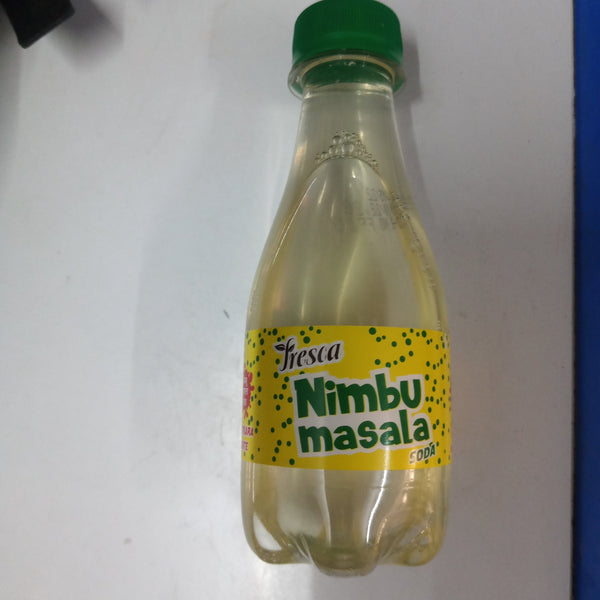 fresca
Nimbu
masala
SODA